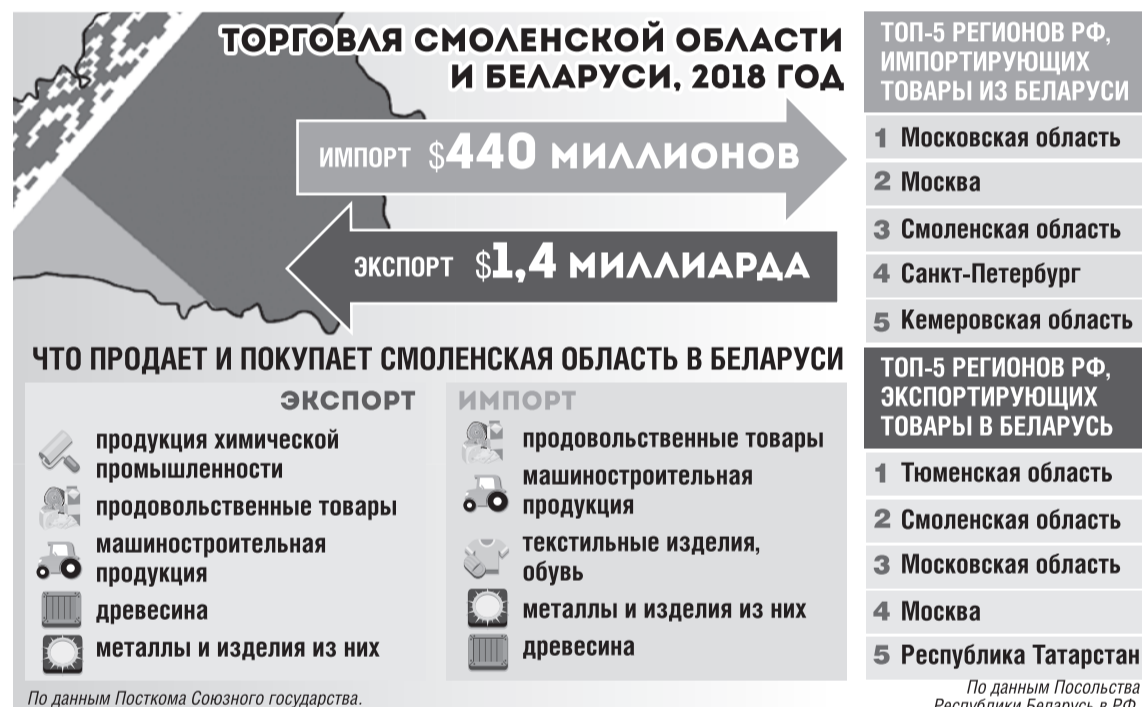 ТОРГОВЛЯ СМОЛЕНСКОЙ ОБЛАСТИ
И БЕЛАРУСИ, 2018 ГОД
ИМПОРТ $440 МИЛЛИОНОВ
ЭКСПОРТ $1,4 МИЛЛИАРДА
ЧТО ПРОДАЕТ И ПОКУПАЕТ СМОЛЕНСКАЯ ОБЛАСТЬ В БЕЛАРУСИ
ЭКСПОРТ
продукция химической
промышленности
продовольственные товары
машиностроительная
продукция
древесина
металлы и изделия из них
ИМПОРТ
продовольственные товары
машиностроительная
продукция
текстильные изделия,
обувь
металлы и изделия из них
древесина
По данным Посткома Союзного государства.
ТОП-5 РЕГИОНОВ РФ,
ИМПОРТИРУЮЩИХ
ТОВАРЫ ИЗ БЕЛАРУСИ
1 Московская область
2 Москва
3 Смоленская область
4 Санкт-Петербург
5 Кемеровская область
ТОП-5 РЕГИОНОВ РФ,
ЭКСПОРТИРУЮЩИХ
ТОВАРЫ В БЕЛАРУСЬ
1 Тюменская область
2 Смоленская область
3 Московская область
4 Москва
5 Республика Татарстан
По данным Посольства
Республики Беларусь в РФ.